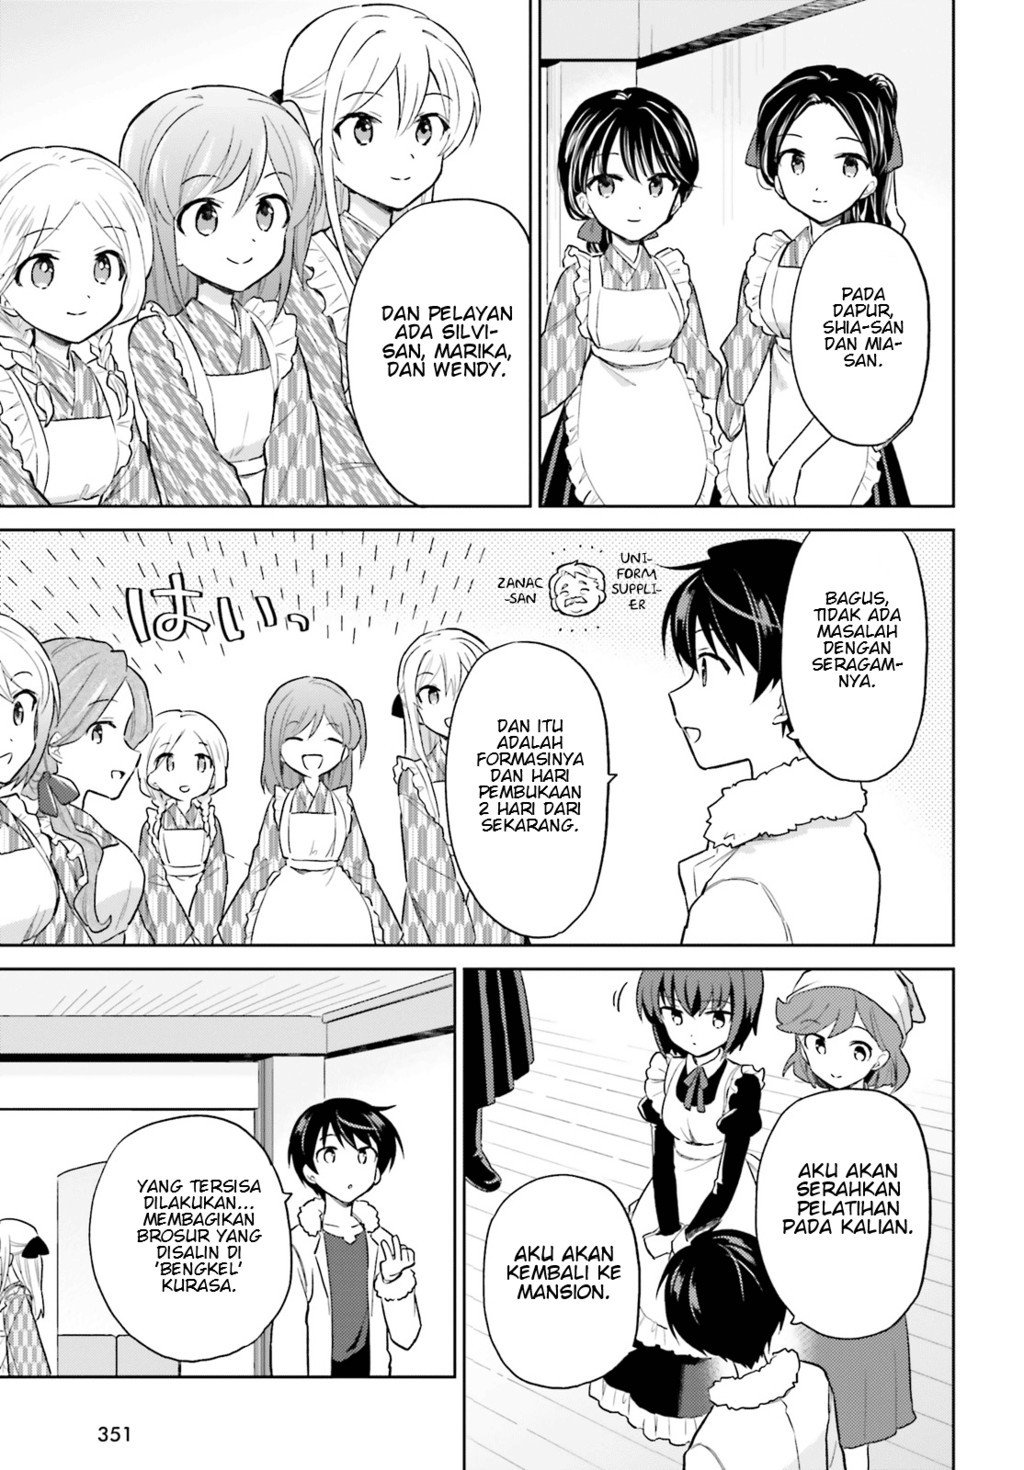 PADA
DAPUR,
SHIA-SAN
DAN MIA-
SAN.
DAN PELAYAN
ADA SILVI-
SAN, MARIKA,
DAN WENDY.
BAGUS,
TIDAK ADA
MASALAH
DENGAN
SERAGAM-
NYA.
UNI-
FORM
SUPPLI-
ER
ZANAC
-SAN
DAN ITU
ADALAH
FORMASINYA
DAN HARI
PEMBUKAAN
2 HARI DARI
SEKARANG.
はいっ
AKU AKAN
SERAHKAN
PELATIHAN
PADA KALIAN.
AKU AKAN
KEMBALI KE
MANSION.
YANG TERSISA
DILAKUKAN...
MEMBAGIKAN
BROSUR YANG
DISALIN DI
'BENGKEL'
KURASA.
351